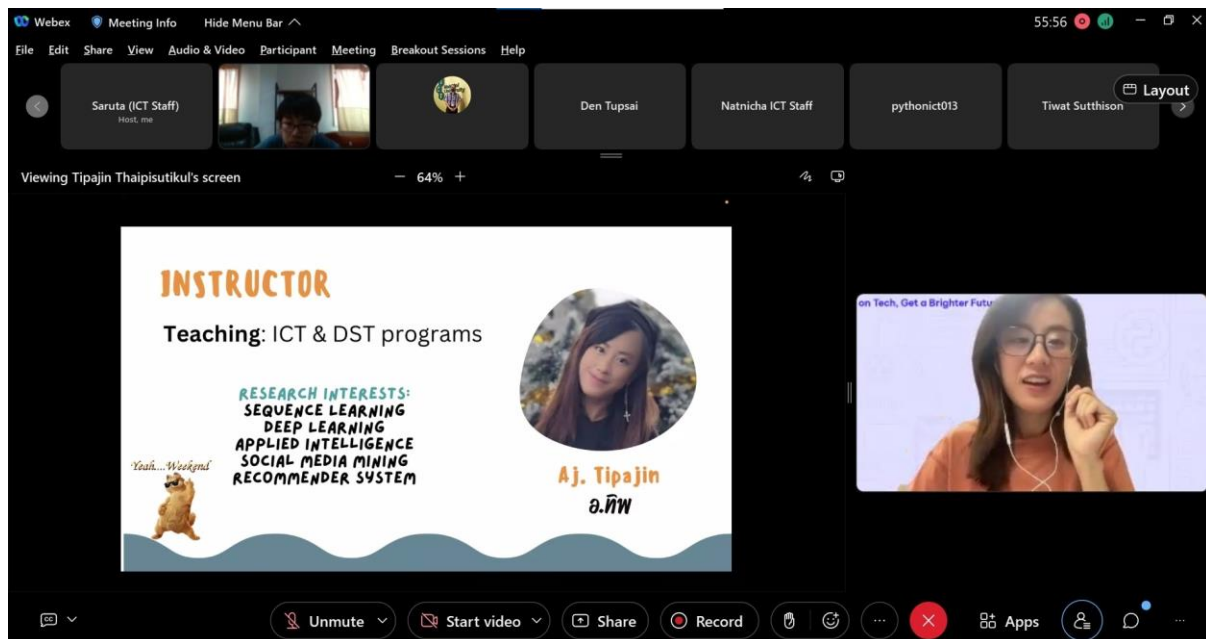 Webex Meeting Info Hide Menu Bar
55:56
File Edit Share View Audio & Video Participant Meeting Breakout Sessions Help
Saruta (ICT Staff)
Host, me
Den Tupsai
Natnicha ICT Staff
pythonict013
Tiwat Sutthison
Layout
Viewing Tipajin Thaipisutikul's screen
64%
INSTRUCTOR
Teaching: ICT & DST programs
RESEARCH INTERESTS:
SEQUENCE LEARNING
DEEP LEARNING
APPLIED INTELLIGENCE
SOCIAL MEDIA MINING
RECOMMENDER SYSTEM
Yeah....Weekend
Aj. Tipajin
อ.ทิพ
on Tech, Get a Brighter Futu
CC
Unmute
Start video
Share
Record
Apps